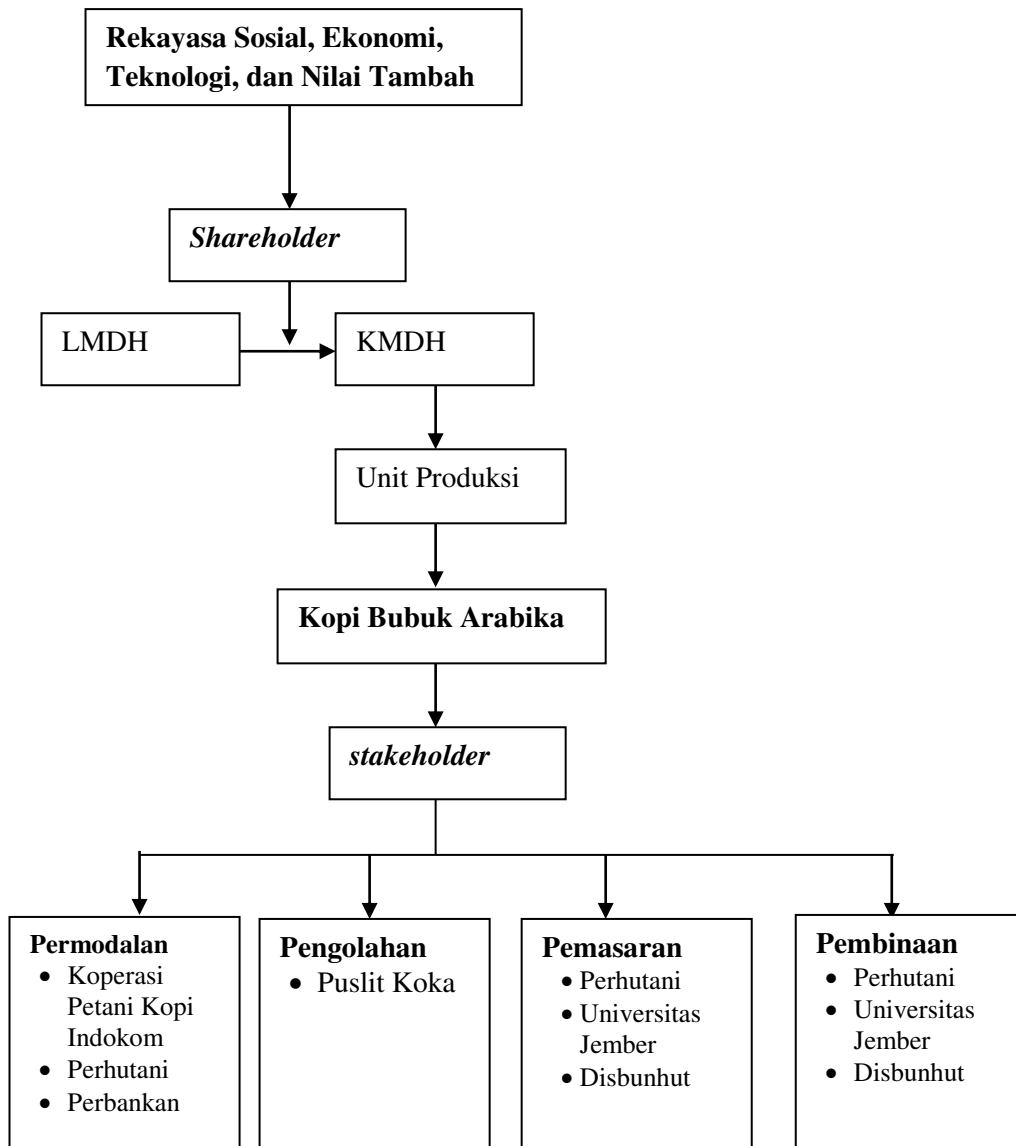 Rekayasa Sosial, Ekonomi,
Teknologi, dan Nilai Tambah
Shareholder
LMDH
KMDH
Unit Produksi
Kopi Bubuk Arabika
stakeholder
Permodalan
• Koperasi
Petani Kopi
Indokom
• Perhutani
• Perbankan
Pengolahan
• Puslit Koka
Pemasaran
• Perhutani
• Universitas
Jember
• Disbunhut
Pembinaan
• Perhutani
• Universitas
Jember
• Disbunhut